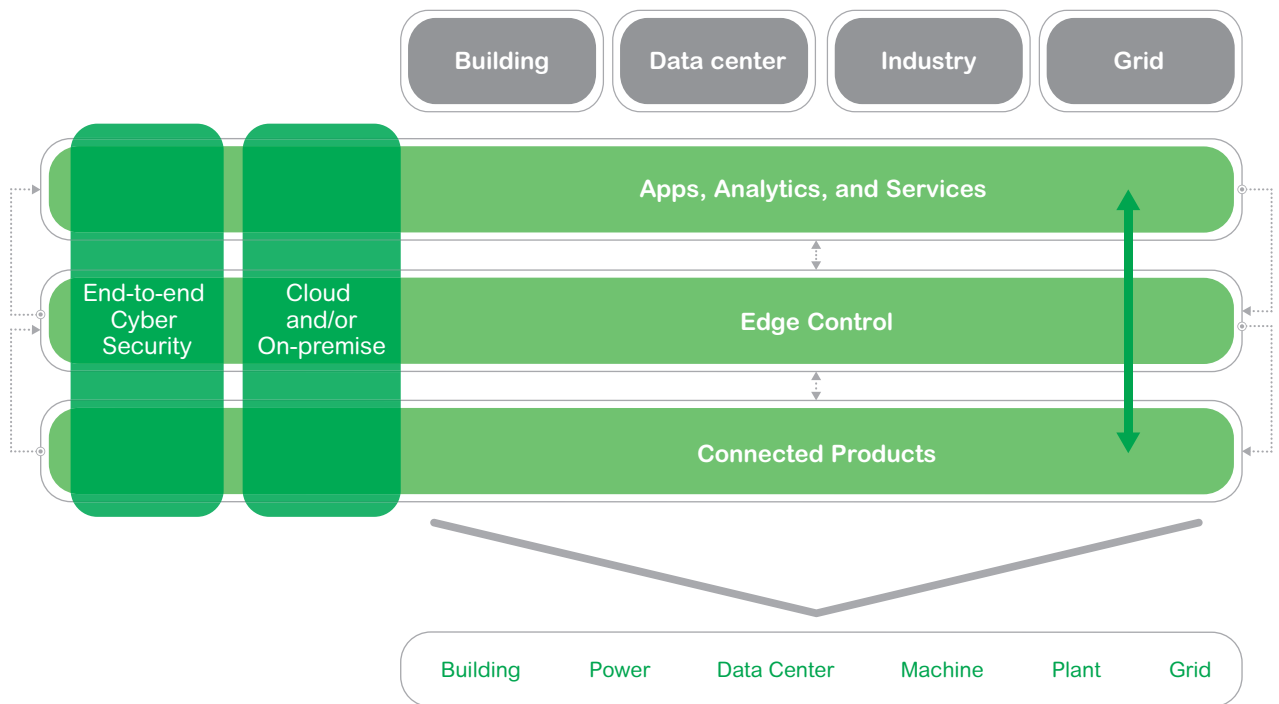 Building Data center Industry Grid
Apps, Analytics, and Services
End-to-end
Cyber
Security
Cloud
and/or
On-premise
Edge Control
Connected Products
Building Power Data Center Machine Plant Grid